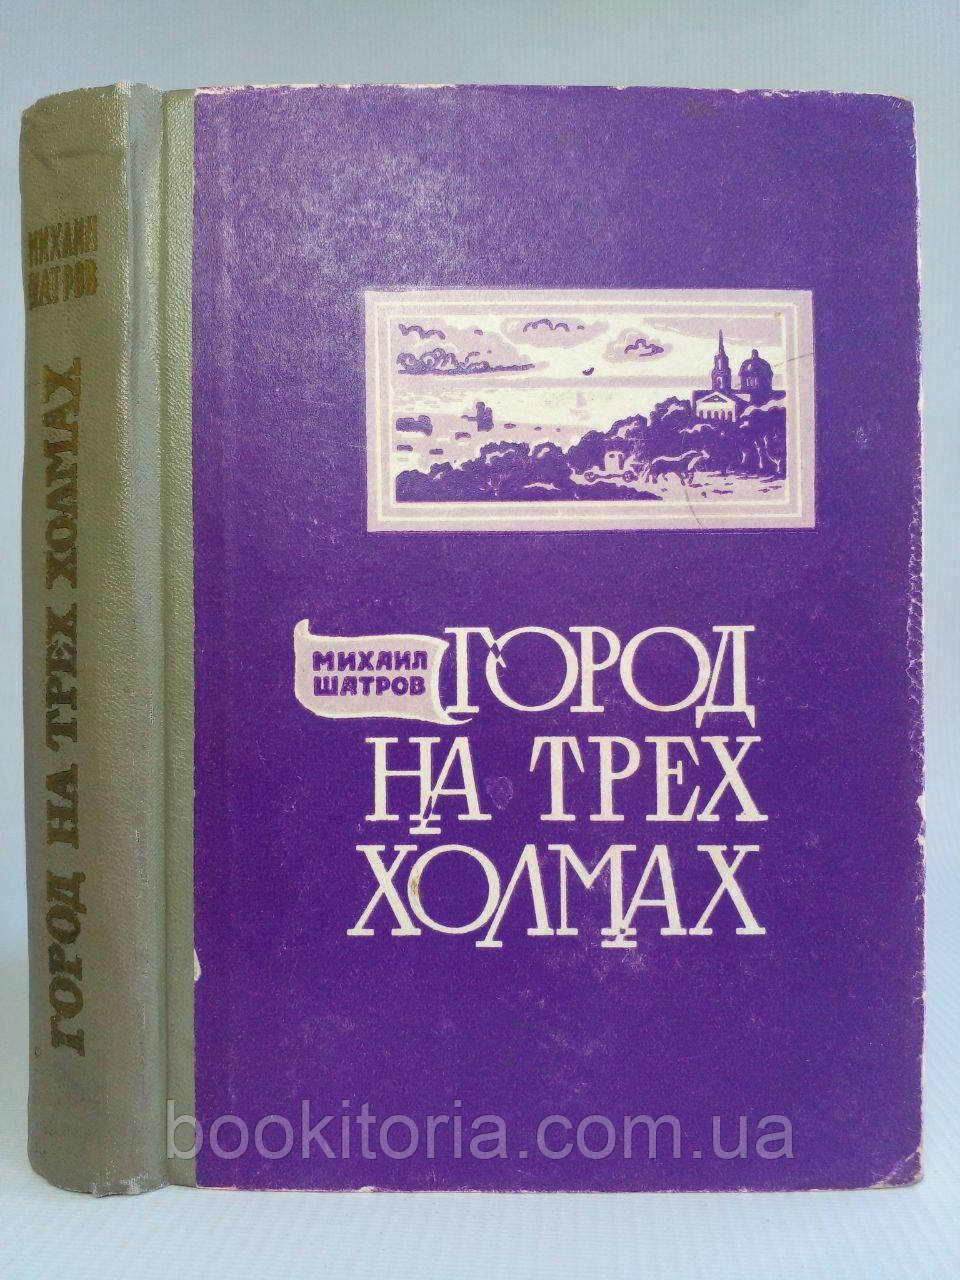 МИХАИЛ
ШАТРОВ
ГОРОД НА ТРЕХ ХОЛМАХ
МИХАИЛ
ШАТРОВ
ГОРОД
НА ТРЕХ
ХОЛМАХ
bookitoria.com.ua